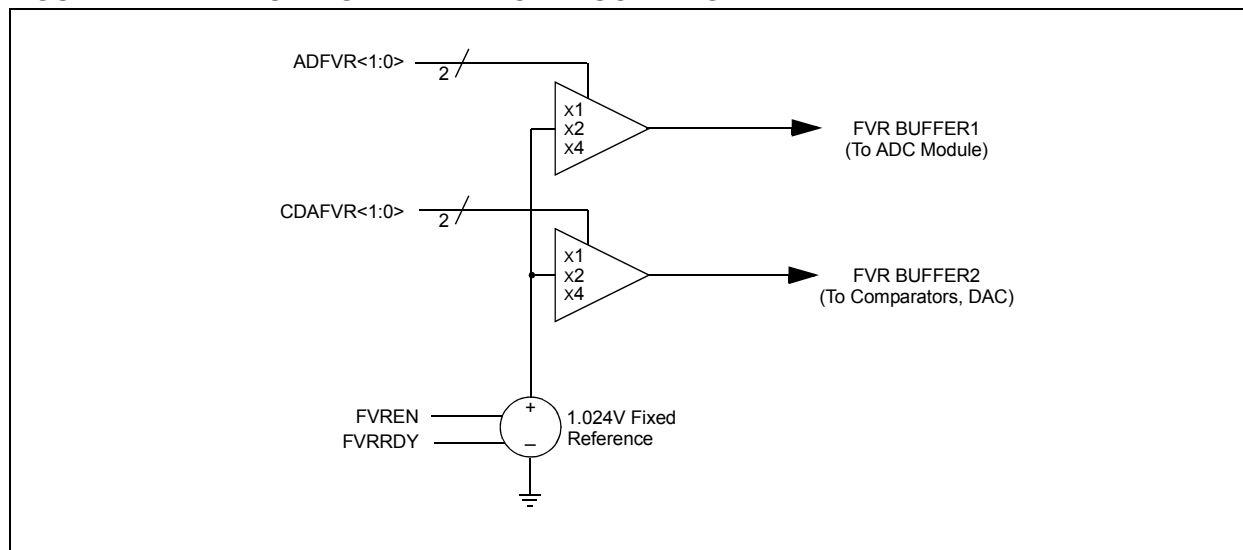 ADFVR<1:0>
2
X1
X2
X4
FVR BUFFER1
(To ADC Module)
CDAFVR<1:0>
2
X1
X2
X4
FVR BUFFER2
(To Comparators, DAC)
FVREN
FVRRDY
+
–
1.024V Fixed
Reference